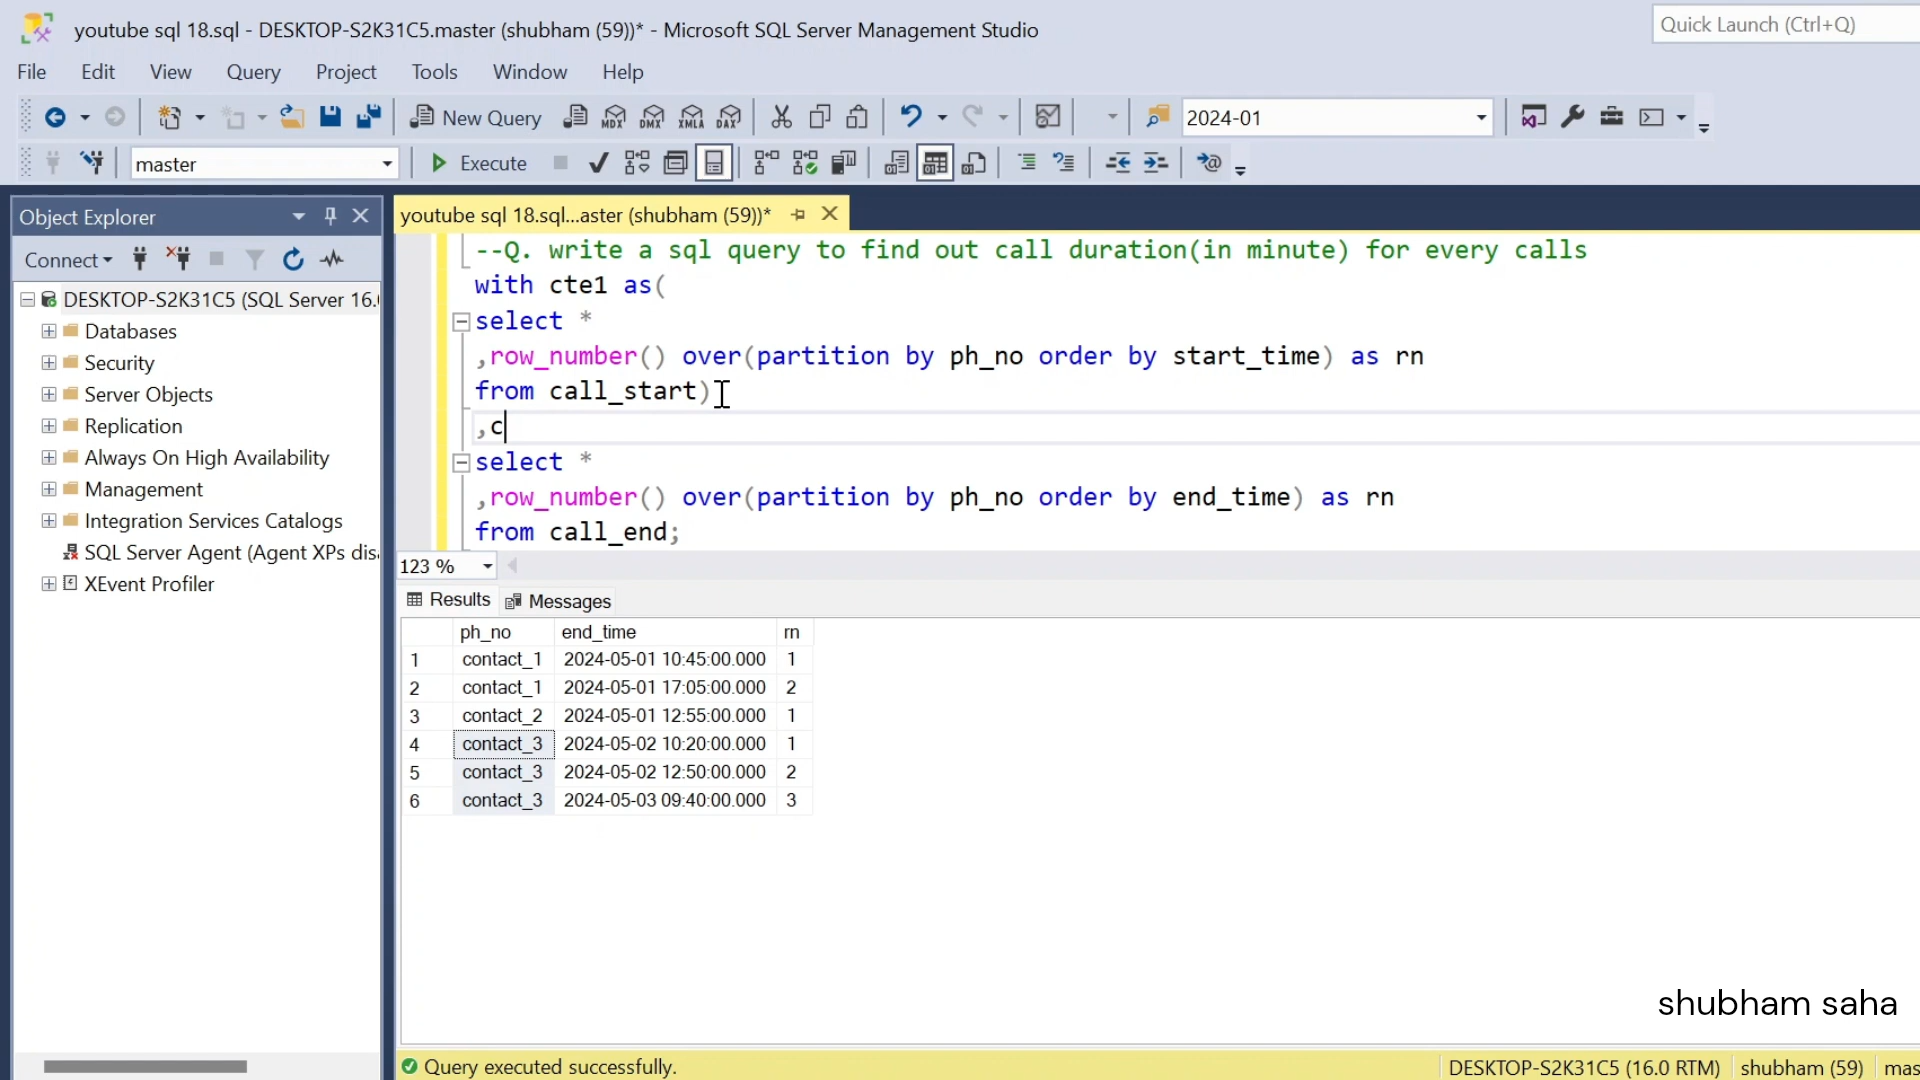 youtube sql 18.sql - DESKTOP-S2K31C5.master (shubham (59))* - Microsoft SQL Server Management Studio
Quick Launch (Ctrl+Q)
File Edit View Query Project Tools Window Help
New Query
MDX DMX XMLA DAX
2024-01
master
Execute
Object Explorer
youtube sql 18.sql...aster (shubham (59))*
Connect
DESKTOP-S2K31C5 (SQL Server 16.0
Databases
Security
Server Objects
Replication
Always On High Availability
Management
Integration Services Catalogs
SQL Server Agent (Agent XPs disa
XEvent Profiler
--Q. write a sql query to find out call duration(in minute) for every calls
with cte1 as(
select *
,row_number() over(partition by ph_no order by start_time) as rn
from call_start)
,c
select *
,row_number() over(partition by ph_no order by end_time) as rn
from call_end;
123 %
Results Messages
ph_no end_time rn
1 contact_1 2024-05-01 10:45:00.000 1
2 contact_1 2024-05-01 17:05:00.000 2
3 contact_2 2024-05-01 12:55:00.000 1
4 contact_3 2024-05-02 10:20:00.000 1
5 contact_3 2024-05-02 12:50:00.000 2
6 contact_3 2024-05-03 09:40:00.000 3
shubham saha
Query executed successfully.
DESKTOP-S2K31C5 (16.0 RTM) shubham (59) mas